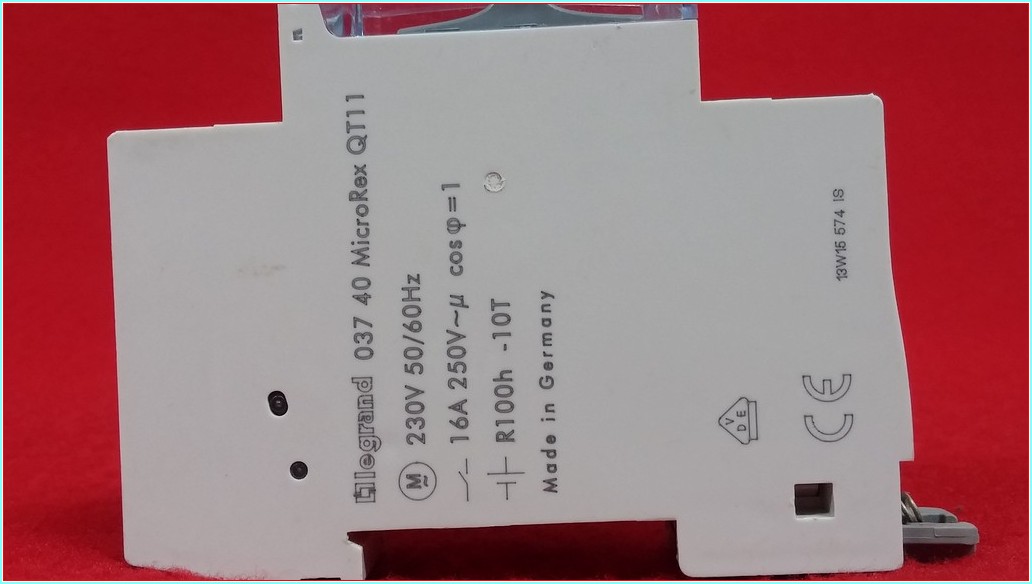 legrand 037 40 MicroRex QT11
M 230V 50/60Hz
16A 250V~μ cosφ=1
R100h -10T
Made in Germany
VDE
CE
13W15 574 IS